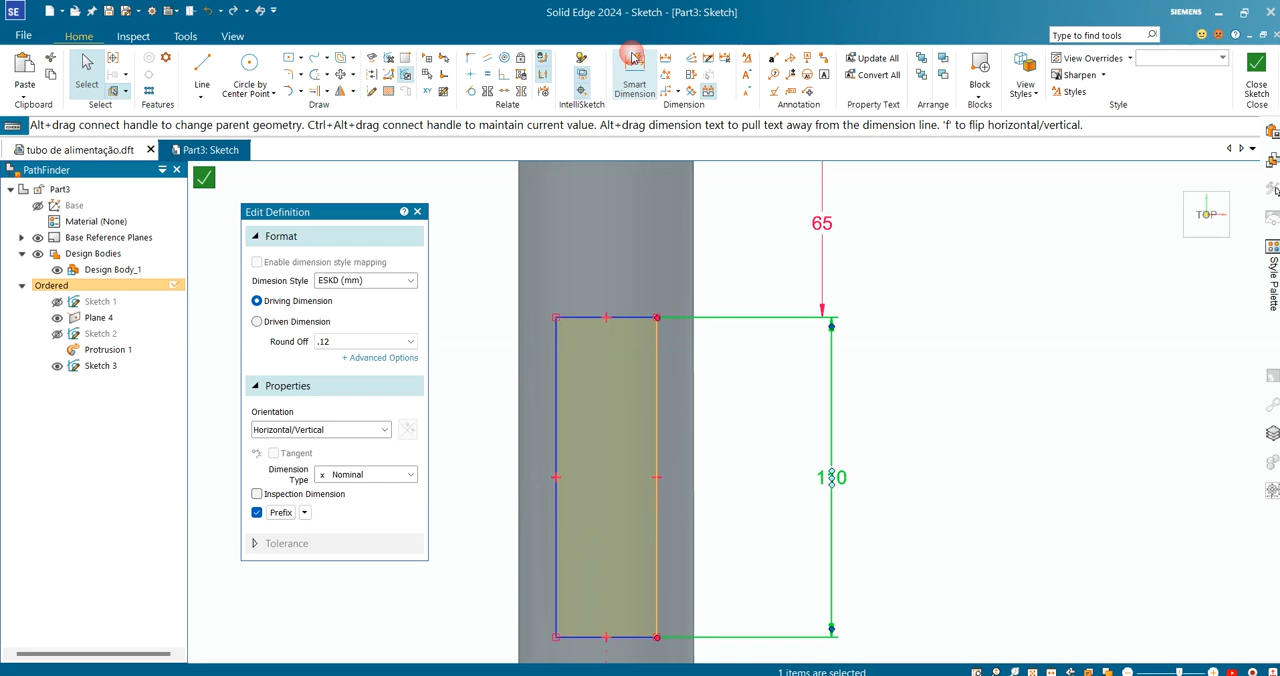 SE
Solid Edge 2024 - Sketch - [Part3: Sketch]
SIEMENS
File
Home
Inspect
Tools
View
Type to find tools
Paste
Clipboard
Select
Select
Features
Line
Circle by
Center Point
Draw
Relate
IntelliSketch
Smart
Dimension
Dimension
Annotation
Update All
Convert All
Property Text
Arrange
Block
Blocks
View
Styles
View Overrides
Sharpen
Styles
Style
Close
Sketch
Close
Alt+drag connect handle to change parent geometry. Ctrl+Alt+drag connect handle to maintain current value. Alt+drag dimension text to pull text away from the dimension line. 'f' to flip horizontal/vertical.
tubo de alimentação.dft
Part3: Sketch
PathFinder
Part3
Base
Material (None)
Base Reference Planes
Design Bodies
Design Body_1
Ordered
Sketch 1
Plane 4
Sketch 2
Protrusion 1
Sketch 3
Edit Definition
Format
Enable dimension style mapping
Dimesion Style
ESKD (mm)
Driving Dimension
Driven Dimension
Round Off
.12
+ Advanced Options
Properties
Orientation
Horizontal/Vertical
Tangent
Dimension
Type
x Nominal
Inspection Dimension
Prefix
Tolerance
65
TOP
Style Palette
1 items are selected